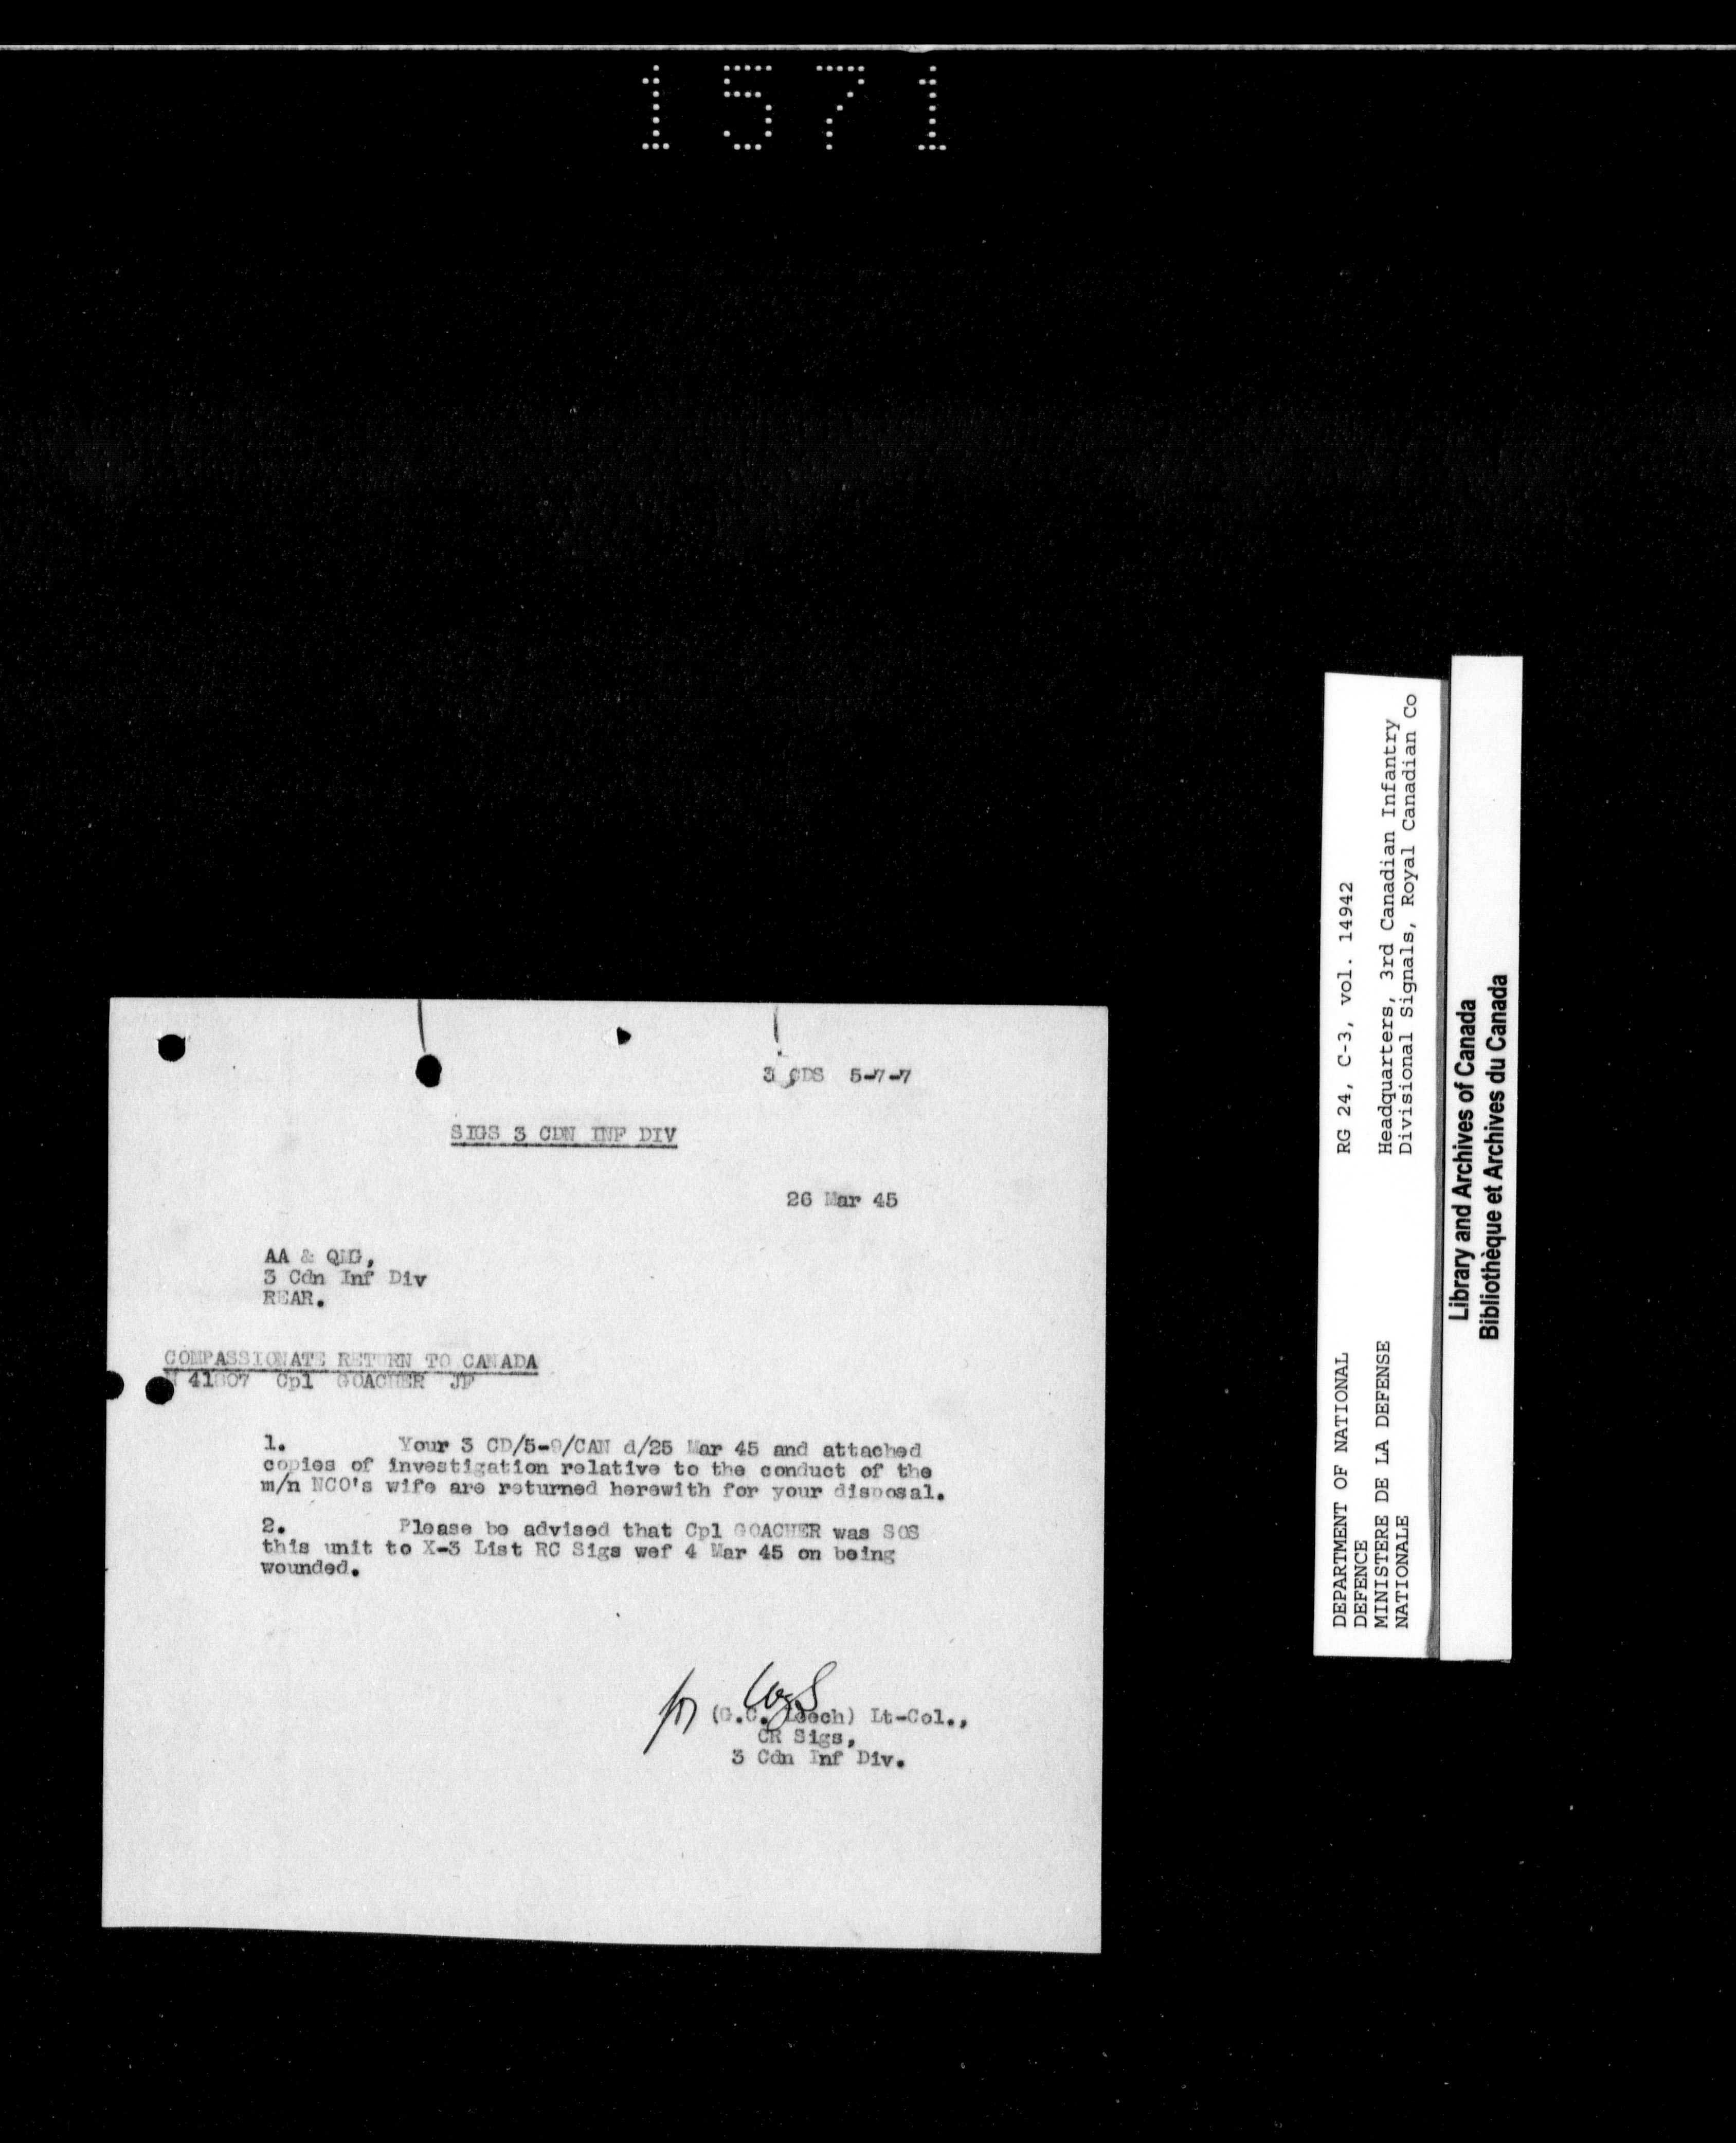 1571
3 CDS 5-7-7
SIGS 3 CDN INF DIV
26 Mar 45
AA & QMG,
3 Cdn Inf Div
REAR.
COMPASSIONATE RETURN TO CANADA
41807 Cpl GOACHER JF
1. Your 3 CD/5-9/CAN d/25 Mar 45 and attached
copies of investigation relative to the conduct of the
m/n NCO's wife are returned herewith for your disposal.
2. Please be advised that Cpl GOACHER was SOS
this unit to X-3 List RC Sigs wef 4 Mar 45 on being
wounded.
for (G.C. Leech) Lt-Col.,
CR Sigs,
3 Cdn Inf Div.
DEPARTMENT OF NATIONAL
DEFENCE
MINISTERE DE LA DEFENSE
NATIONALE
RG 24, C-3, vol. 14942
Headquarters, 3rd Canadian Infantry
Divisional Signals, Royal Canadian Co
Library and Archives of Canada
Bibliothèque et Archives du Canada